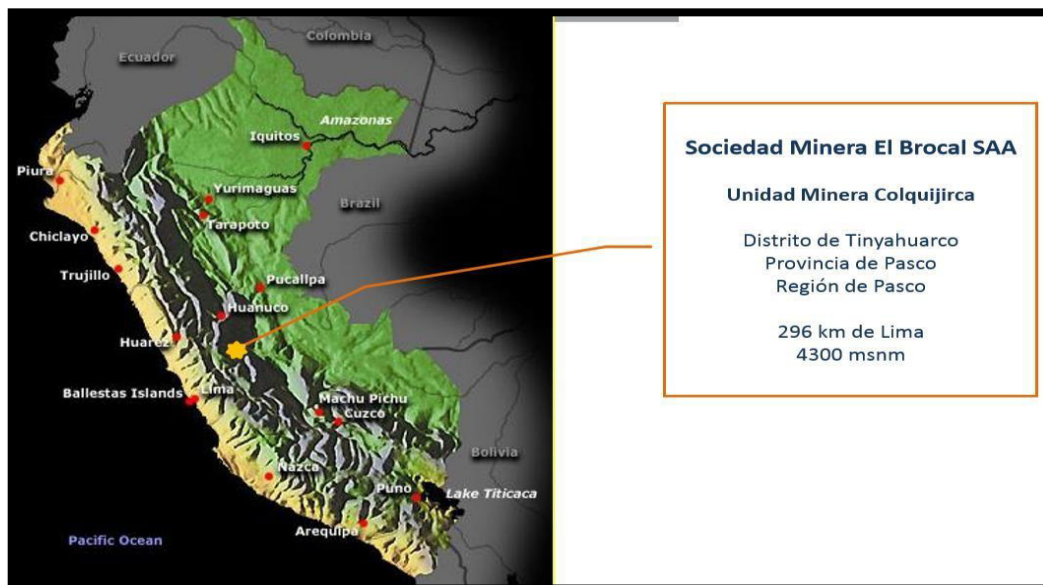 Colombia
Ecuador
Amazonas
Iquitos
Piura
Yurimaguas
Brazil
Tarapoto
Chiclayo
Trujillo
Pucallpa
Huanuco
Huarez
Ballestas Islands
Lima
Machu Pichu
Cuzco
Bolivia
Nazca
Puno
Lake Titicaca
Arequipa
Pacific Ocean
Sociedad Minera El Brocal SAA
Unidad Minera Colquijirca
Distrito de Tinyahuarco
Provincia de Pasco
Región de Pasco
296 km de Lima
4300 msnm